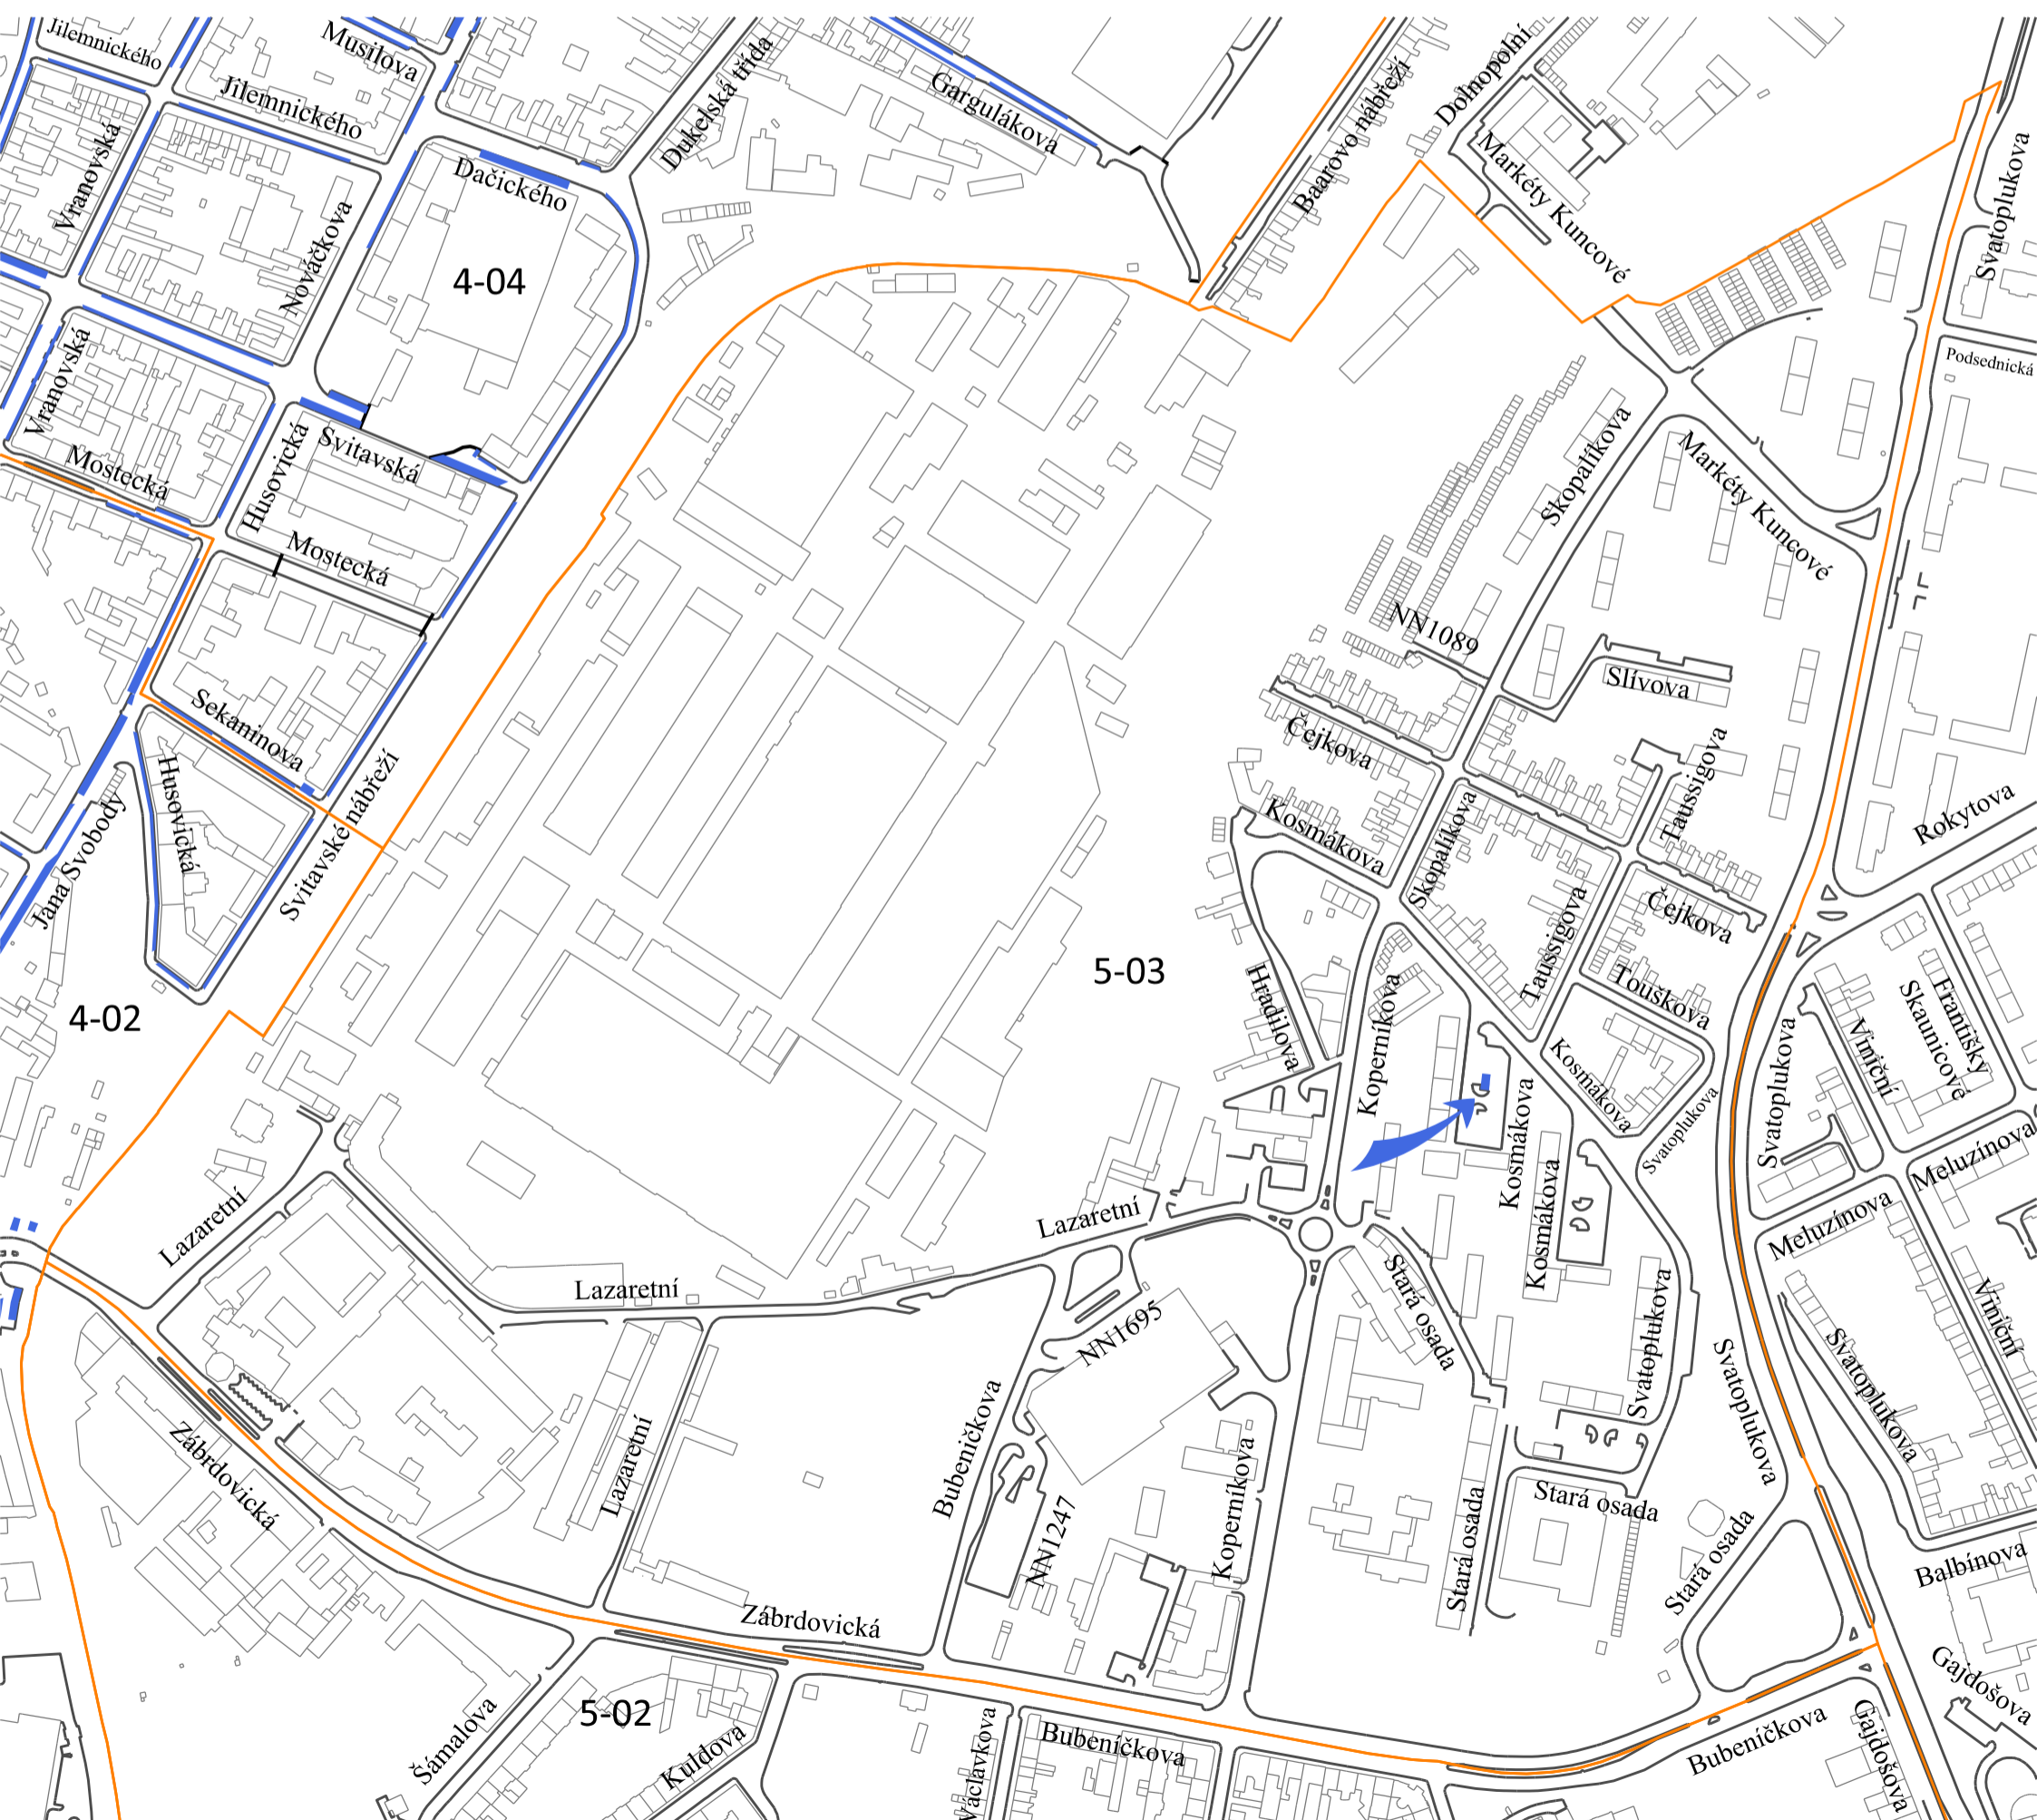 Jilemnického
Musilova
Jilemnického
Dukelská třída
Gargulákova
Baarovo nábřeží
Dolnopolní
Markéty Kuncové
Svatoplukova
Vranovská
Dačického
Nováčkova
4-04
Podsednická
Vranovská
Mostecká
Husovická
Svitavská
Skopalíkova
Markéty Kuncové
Mostecká
NN1089
Slívova
Sekaninova
Čejkova
Taussigova
Husovická
Svitavské nábřeží
Jana Svobody
Kosmákova
Skopalíkova
Rokytova
Čejkova
Taussigova
5-03
Hradilova
Koperníkova
Touškova
Františky
Skaunicové
Viniční
4-02
Kosmákova
Svatoplukova
Svatoplukova
Kosmákova
Kosmákova
Meluzínova
Meluzínova
Lazaretní
Lazaretní
Lazaretní
Stará osada
NN1695
Svatoplukova
Svatoplukova
Svatoplukova
Viniční
Bubeníčkova
Zábrdovická
Lazaretní
Koperníkova
NN1247
Stará osada
Stará osada
Stará osada
Balbínova
Zábrdovická
Gajdošova
5-02
Šámalova
Kuldova
Václavkova
Bubeníčkova
Bubeníčkova
Gajdošova